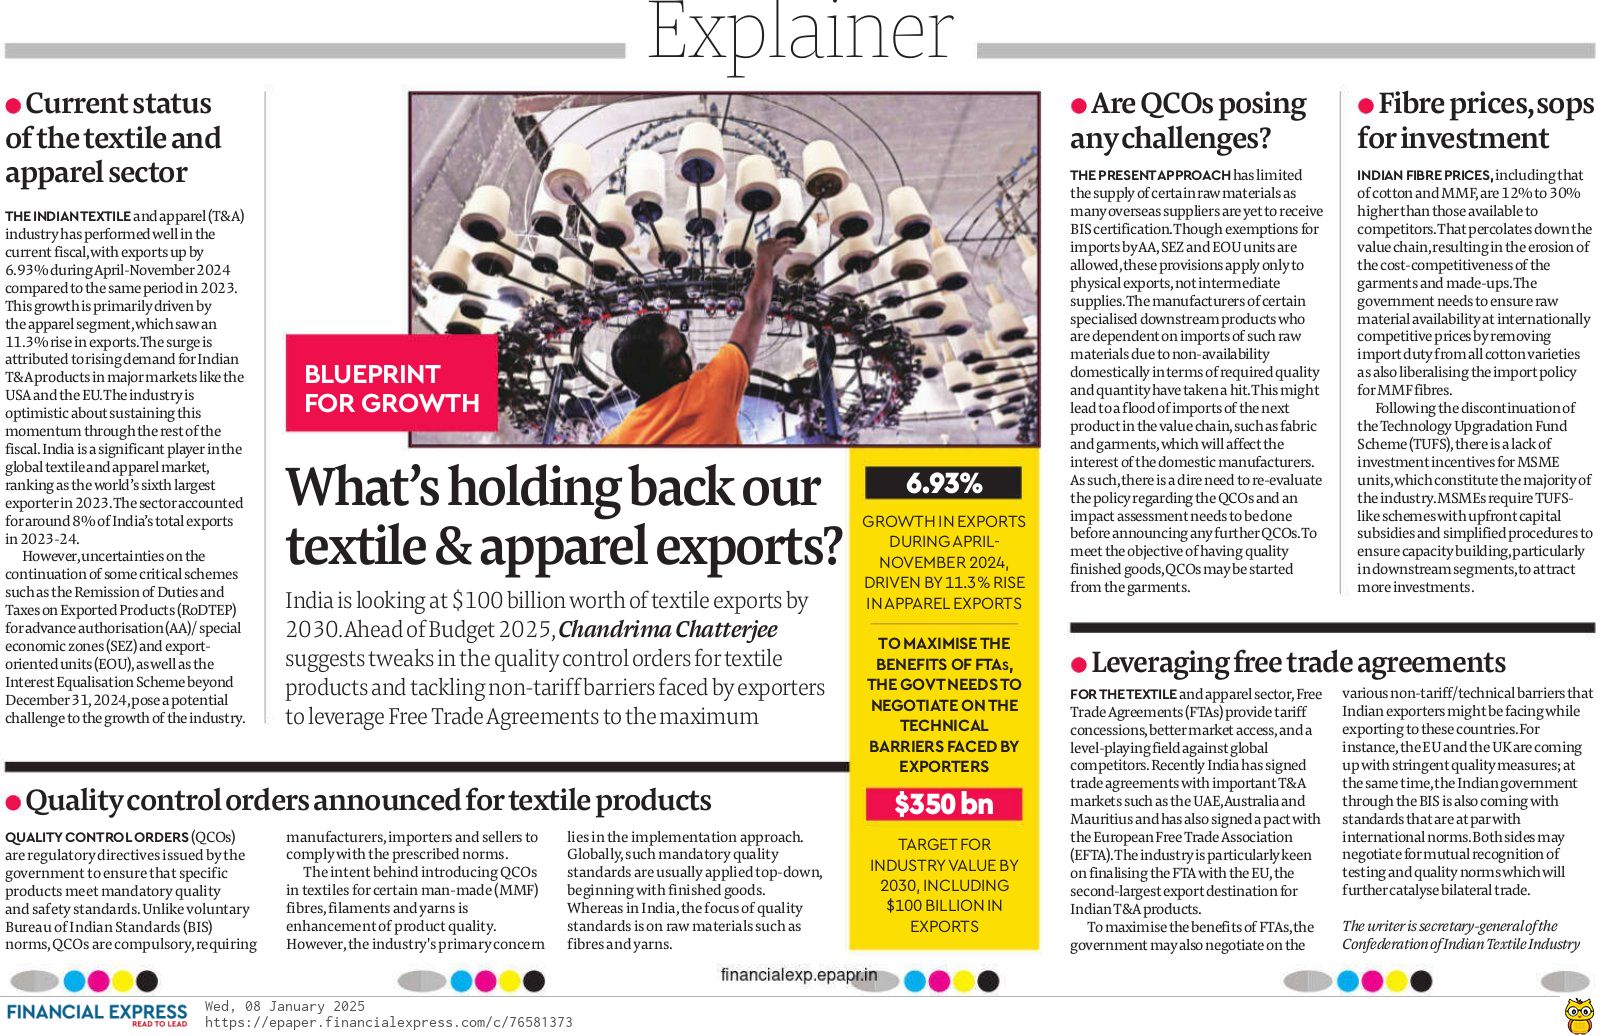 Explainer
Current status
of the textile and
apparel sector
THE INDIAN TEXTILE and apparel (T&A)
industry has performed well in the
current fiscal, with exports up by
6.93% during April-November 2024
compared to the same period in 2023.
This growth is primarily driven by
the apparel segment, which saw an
11.3% rise in exports. The surge is
attributed to rising demand for Indian
T&A products in major markets like the
USA and the EU. The industry is
optimistic about sustaining this
momentum through the rest of the
fiscal. India is a significant player in the
global textile and apparel market,
ranking as the world's sixth largest
exporter in 2023. The sector accounted
for around 8% of India's total exports
in 2023-24.
However, uncertainties on the
continuation of some critical schemes
such as the Remission of Duties and
Taxes on Exported Products (RoDTEP)
for advance authorisation (AA)/ special
economic zones (SEZ) and export-
oriented units (EOU), as well as the
Interest Equalisation Scheme beyond
December 31, 2024, pose a potential
challenge to the growth of the industry.
BLUEPRINT
FOR GROWTH
What's holding back our
textile & apparel exports?
India is looking at $100 billion worth of textile exports by
2030. Ahead of Budget 2025, Chandrima Chatterjee
suggests tweaks in the quality control orders for textile
products and tackling non-tariff barriers faced by exporters
to leverage Free Trade Agreements to the maximum
6.93%
GROWTH IN EXPORTS
DURING APRIL-
NOVEMBER 2024,
DRIVEN BY 11.3% RISE
IN APPAREL EXPORTS
TO MAXIMISE THE
BENEFITS OF FTAs,
THE GOVT NEEDS TO
NEGOTIATE ON THE
TECHNICAL
BARRIERS FACED BY
EXPORTERS
$350 bn
TARGET FOR
INDUSTRY VALUE BY
2030, INCLUDING
$100 BILLION IN
EXPORTS
Quality control orders announced for textile products
QUALITY CONTROL ORDERS (QCOs)
are regulatory directives issued by the
government to ensure that specific
products meet mandatory quality
and safety standards. Unlike voluntary
Bureau of Indian Standards (BIS)
norms, QCOs are compulsory, requiring
manufacturers, importers and sellers to
comply with the prescribed norms.
The intent behind introducing QCOs
in textiles for certain man-made (MMF)
fibres, filaments and yarns is
enhancement of product quality.
However, the industry's primary concern
lies in the implementation approach.
Globally, such mandatory quality
standards are usually applied top-down,
beginning with finished goods.
Whereas in India, the focus of quality
standards is on raw materials such as
fibres and yarns.
Are QCOs posing
any challenges?
THE PRESENT APPROACH has limited
the supply of certain raw materials as
many overseas suppliers are yet to receive
BIS certification. Though exemptions for
imports by AA, SEZ and EOU units are
allowed, these provisions apply only to
physical exports, not intermediate
supplies. The manufacturers of certain
specialised downstream products who
are dependent on imports of such raw
materials due to non-availability
domestically in terms of required quality
and quantity have taken a hit. This might
lead to a flood of imports of the next
product in the value chain, such as fabric
and garments, which will affect the
interest of the domestic manufacturers.
As such, there is a dire need to re-evaluate
the policy regarding the QCOs and an
impact assessment needs to be done
before announcing any further QCOs. To
meet the objective of having quality
finished goods, QCOs may be started
from the garments.
Fibre prices, sops
for investment
INDIAN FIBRE PRICES, including that
of cotton and MMF, are 12% to 30%
higher than those available to
competitors. That percolates down the
value chain, resulting in the erosion of
the cost-competitiveness of the
garments and made-ups. The
government needs to ensure raw
material availability at internationally
competitive prices by removing
import duty from all cotton varieties
as also liberalising the import policy
for MMF fibres.
Following the discontinuation of
the Technology Upgradation Fund
Scheme (TUFS), there is a lack of
investment incentives for MSME
units, which constitute the majority of
the industry. MSMEs require TUFS-
like schemes with upfront capital
subsidies and simplified procedures to
ensure capacity building, particularly
in downstream segments, to attract
more investments.
Leveraging free trade agreements
FOR THE TEXTILE and apparel sector, Free
Trade Agreements (FTAs) provide tariff
concessions, better market access, and a
level-playing field against global
competitors. Recently India has signed
trade agreements with important T&A
markets such as the UAE, Australia and
Mauritius and has also signed a pact with
the European Free Trade Association
(EFTA). The industry is particularly keen
on finalising the FTA with the EU, the
second-largest export destination for
Indian T&A products.
To maximise the benefits of FTAs, the
government may also negotiate on the
various non-tariff/technical barriers that
Indian exporters might be facing while
exporting to these countries. For
instance, the EU and the UK are coming
up with stringent quality measures; at
the same time, the Indian government
through the BIS is also coming with
standards that are at par with
international norms. Both sides may
negotiate for mutual recognition of
testing and quality norms which will
further catalyse bilateral trade.
The writer is secretary-general of the
Confederation of Indian Textile Industry
financialexp.epapr.in
FINANCIAL EXPRESS
READ TO LEAD
Wed, 08 January 2025
https://epaper.financialexpress.com/c/76581373